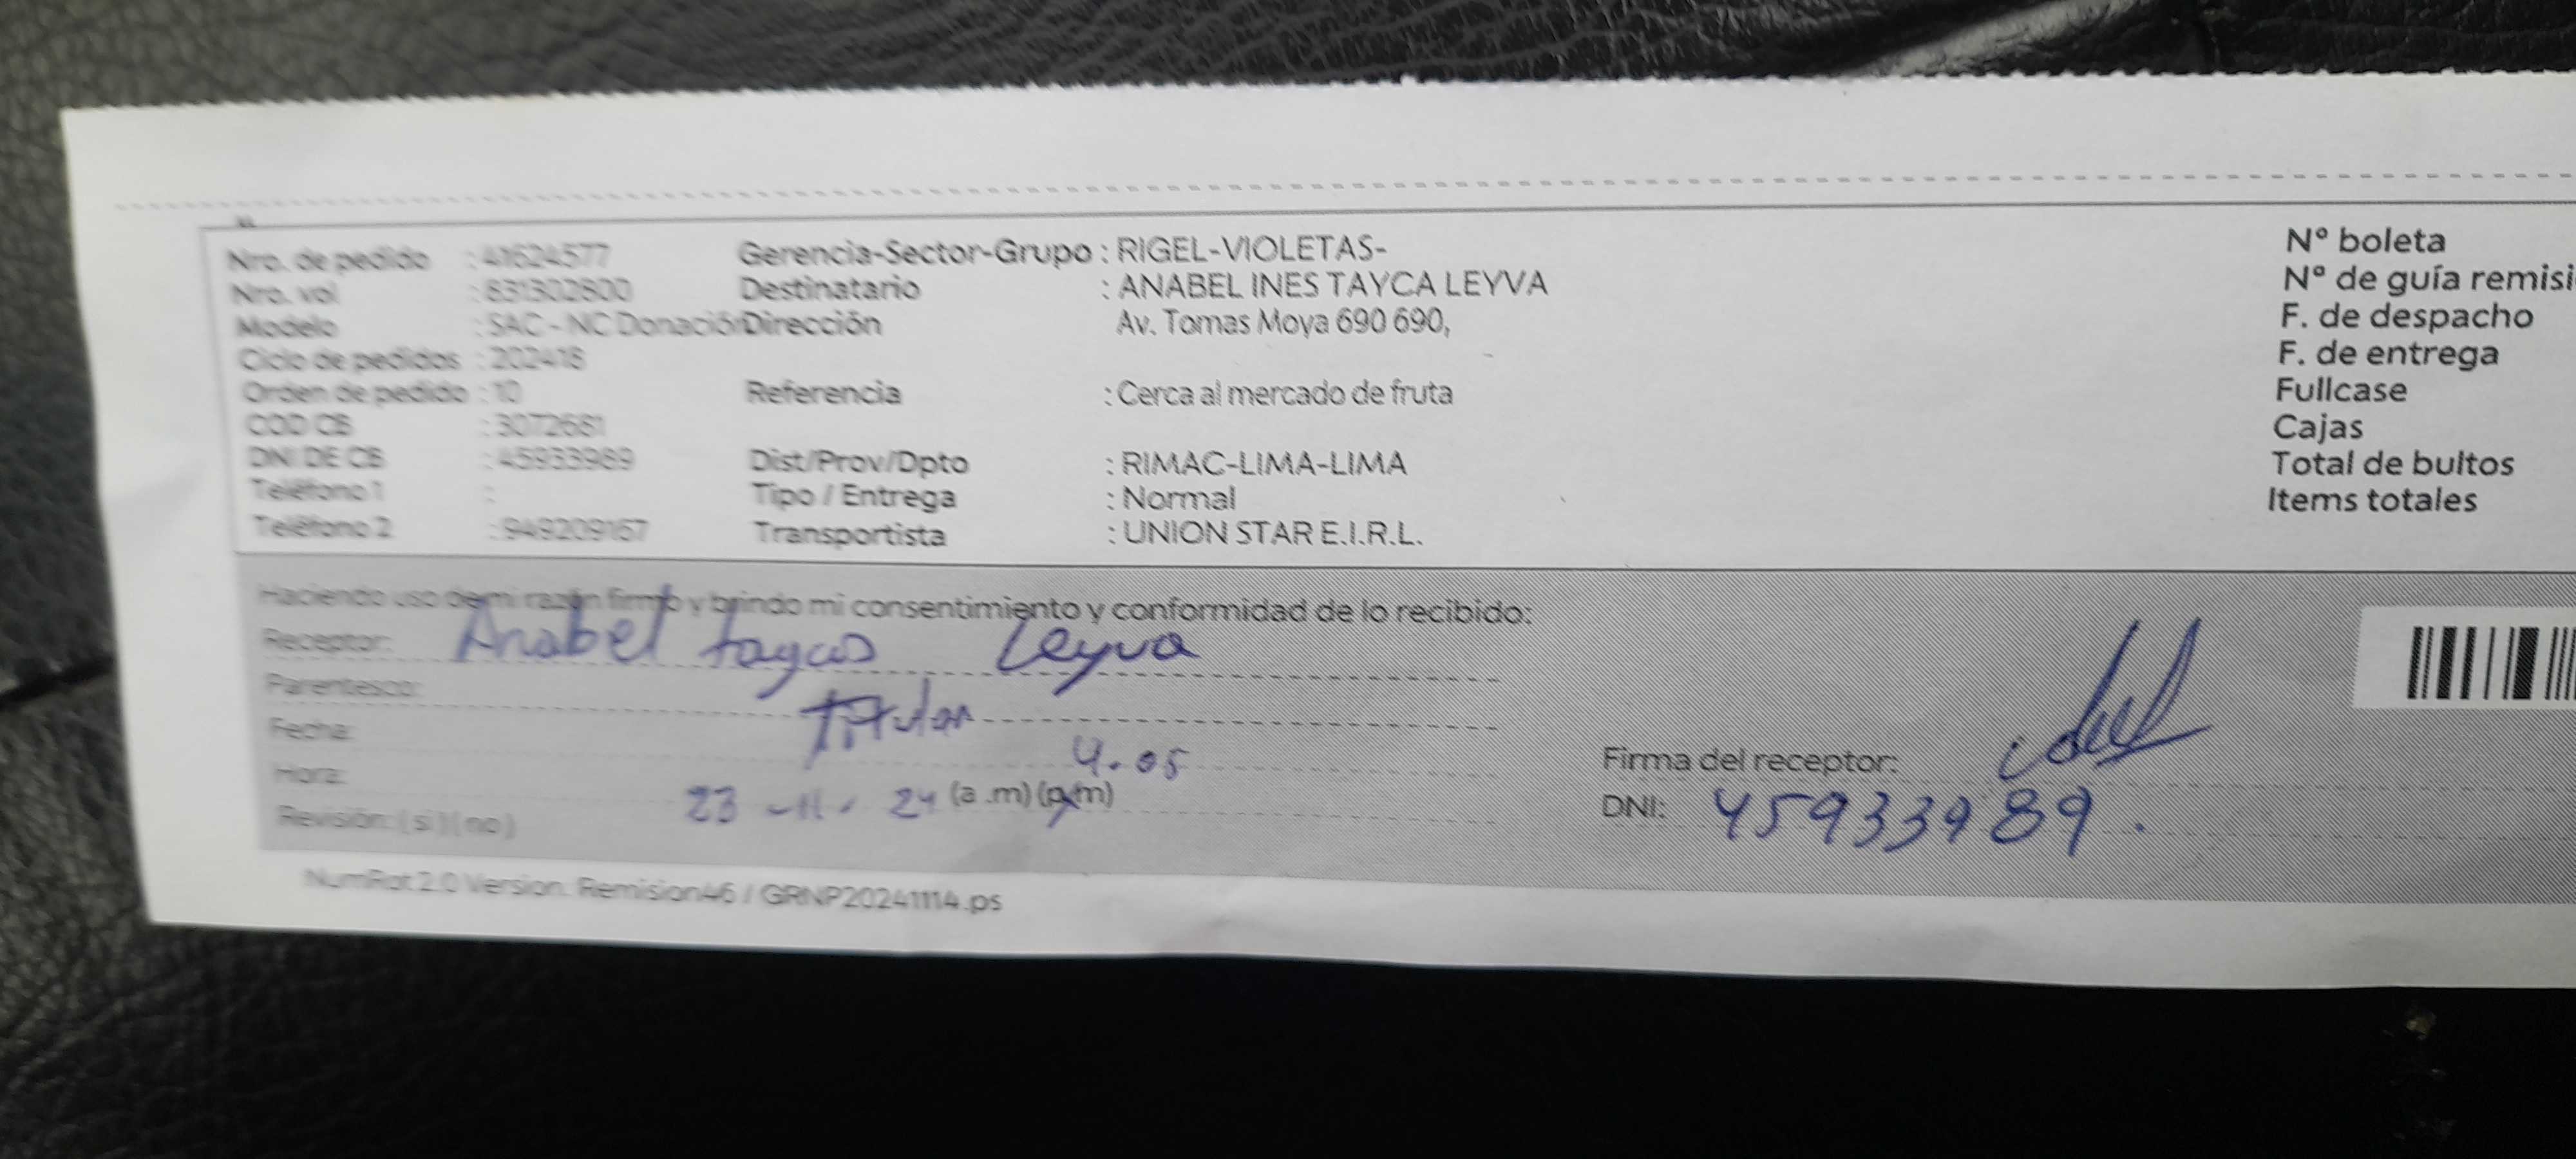 Nro. de pedido : 41624577
Nro. vol : 831302800
Modelo : SAC - NC Donación
Ciclo de pedidos : 202418
Orden de pedido : 10
COD CB : 3072681
DNI DE CB : 45933989
Teléfono 1 :
Teléfono 2 : 949209167
Gerencia-Sector-Grupo : RIGEL-VIOLETAS-
Destinatario : ANABEL INES TAYCA LEYVA
Dirección Av. Tomas Moya 690 690,
Referencia : Cerca al mercado de fruta
Dist/Prov/Dpto : RIMAC-LIMA-LIMA
Tipo / Entrega : Normal
Transportista : UNION STAR E.I.R.L.
Nº boleta
Nº de guía remisi
F. de despacho
F. de entrega
Fullcase
Cajas
Total de bultos
Items totales
Haciendo uso de mi razón firmo y brindo mi consentimiento y conformidad de lo recibido:
Receptor: Anabel Leyva
Parentesco: Titular
Fecha: 4.05
Hora: 23 - 11 - 24 (a .m) (p.m)
Revisión: ( si ) ( no )
Firma del receptor:
DNI: 45933989.
NumRot 2.0 Version. Remision46 / GRNP20241114.ps